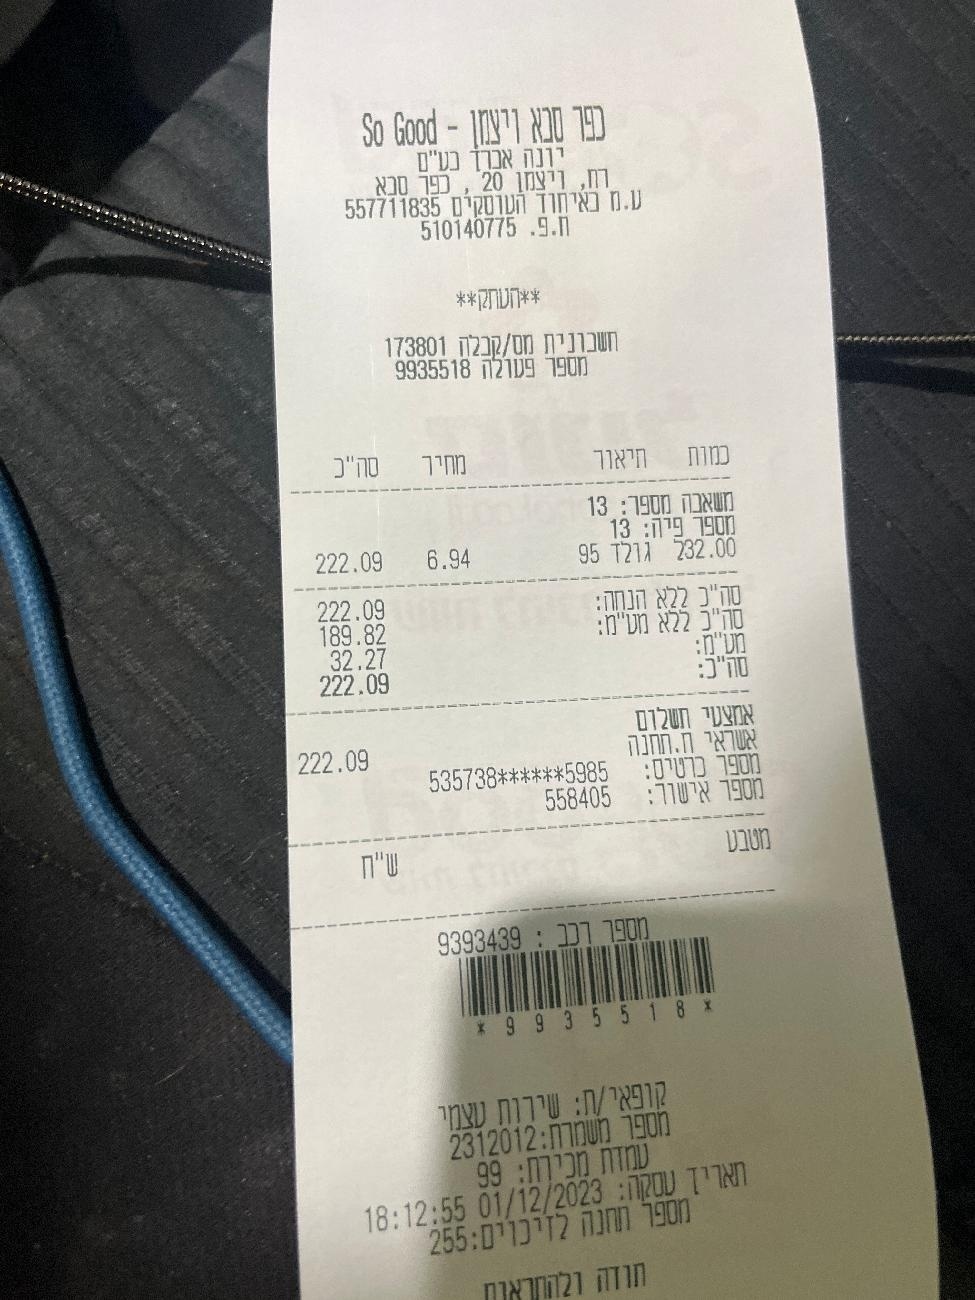 כפר סבא ויצמן - So Good
יונה אברך בע"ם
רח, ויצמן 20 , כפר סבא
ע.מ באיחוד העוסקים 557711835
ח.פ. 510140775
**העתק**
חשבונית מס/קבלה 173801
מספר פעולה 9935518
כמות תיאור מחיר סה"כ
משאבה מספר: 13
מספר פיה: 13
232.00 גולד 95 6.94 222.09
סה"כ ללא הנחה: 222.09
סה"כ ללא מע"מ: 189.82
מע"מ: 32.27
סה"כ: 222.09
אמצעי תשלום
אשראי ת.תחנה 222.09
מספר כרטיס: 535738******5985
מספר אישור: 558405
מטבע ש"ח
מספר רכב : 9393439
*9935518*
קופאי/ת: שירות עצמי
מספר משמרת:2312012
עמדת מכירת: 99
תאריך עסקה: 01/12/2023 18:12:55
מספר תחנה לזיכוים:255
תודה ולהתראות